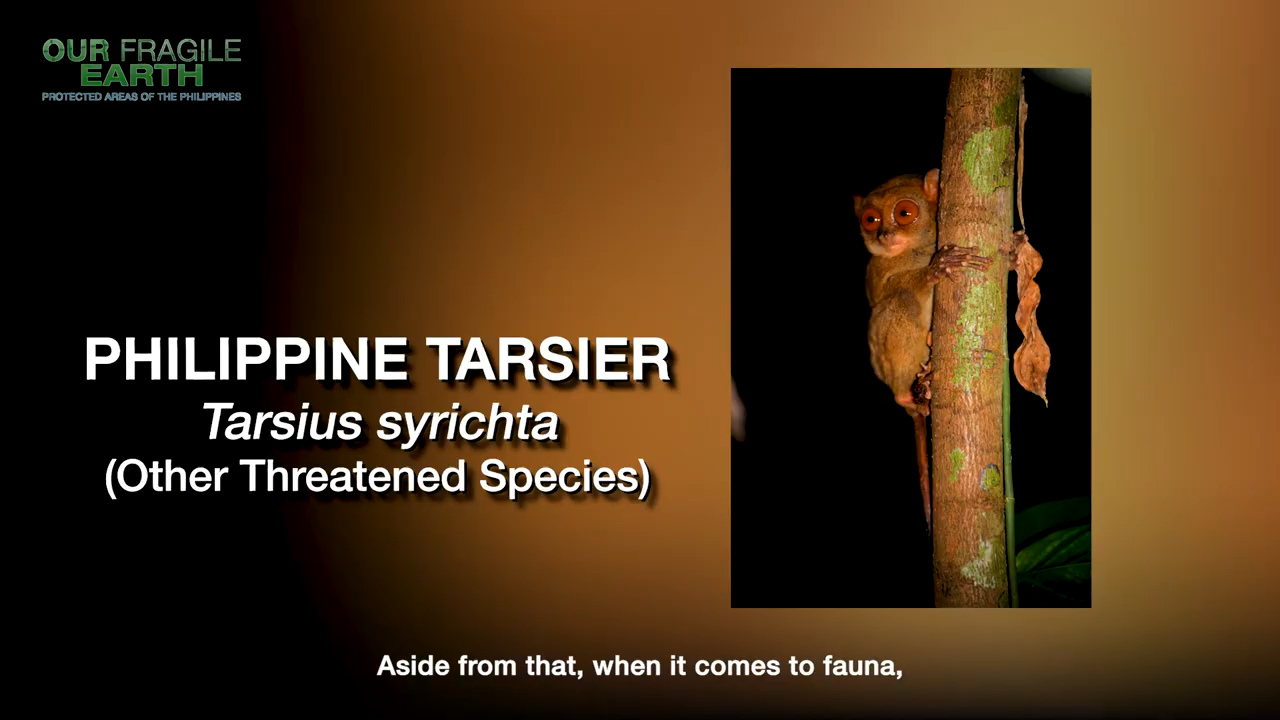 OUR FRAGILE
EARTH
PROTECTED AREAS OF THE PHILIPPINES
PHILIPPINE TARSIER
Tarsius syrichta
(Other Threatened Species)
Aside from that, when it comes to fauna,